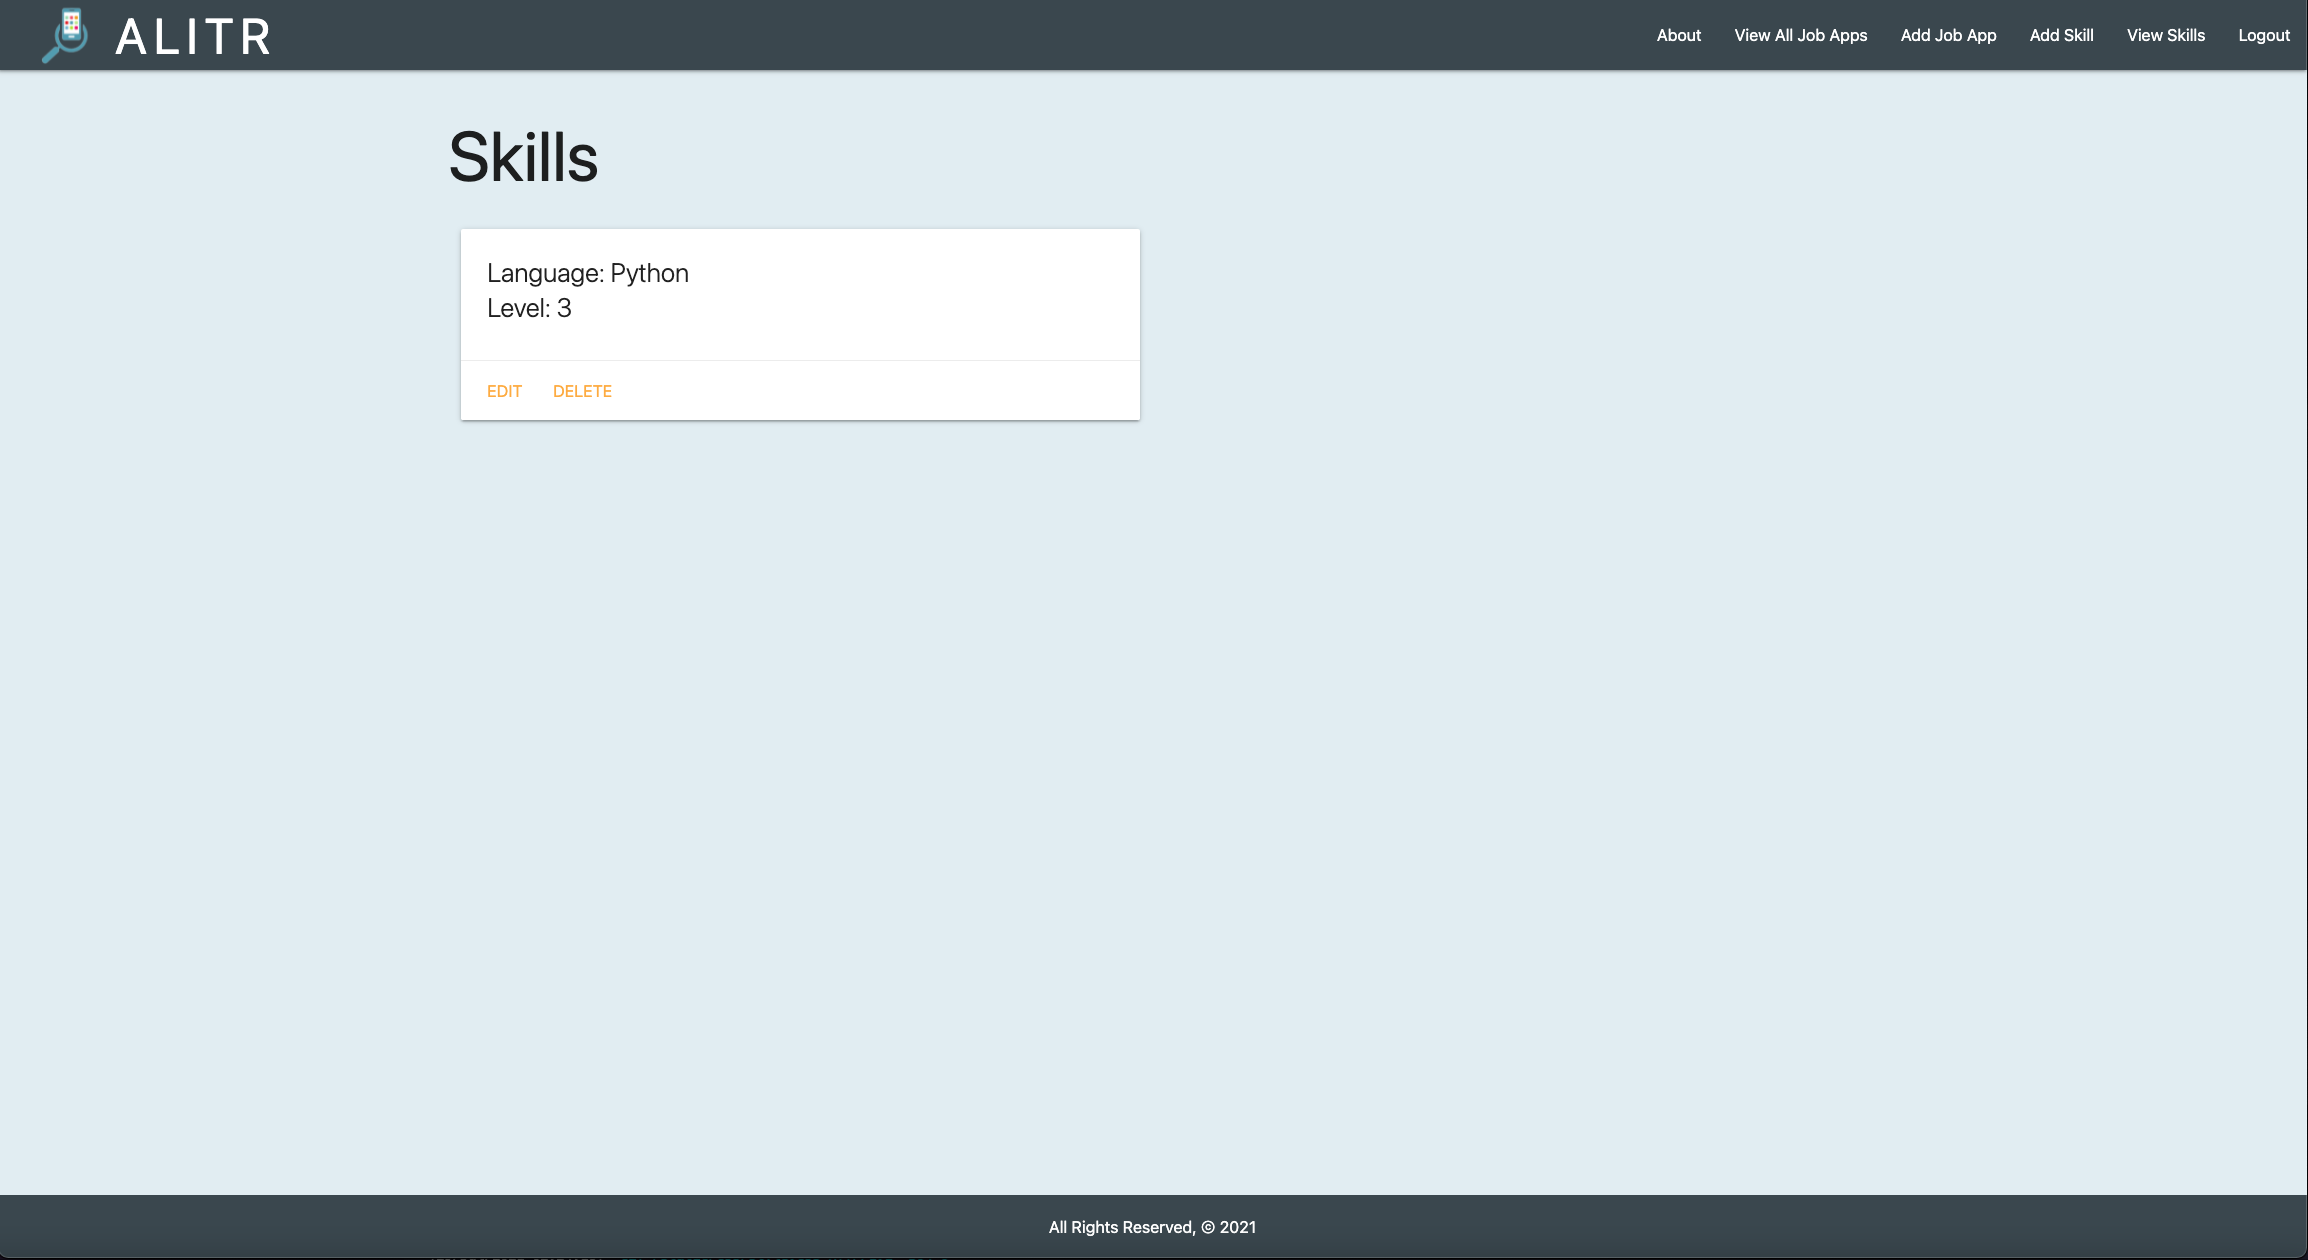 ALITR
About View All Job Apps Add Job App Add Skill View Skills Logout
Skills
Language: Python
Level: 3
EDIT DELETE
All Rights Reserved, © 2021